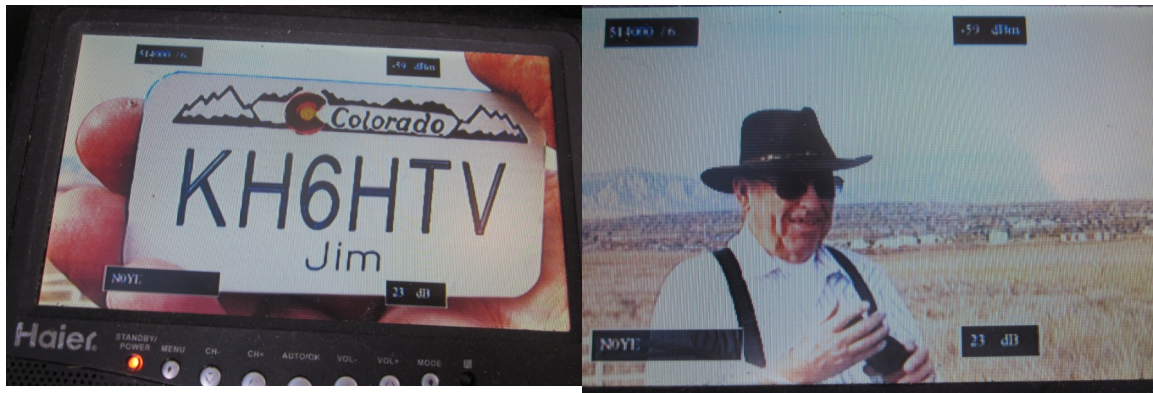 514000 / 6
-59 dBm
Colorado
KH6HTV
Jim
N0YE
23 dB
Haier
STANDBY/
POWER
MENU
CH-
CH+
AUTO/OK
VOL-
VOL+
MODE
514000 / 6
-59 dBm
N0YE
23 dB